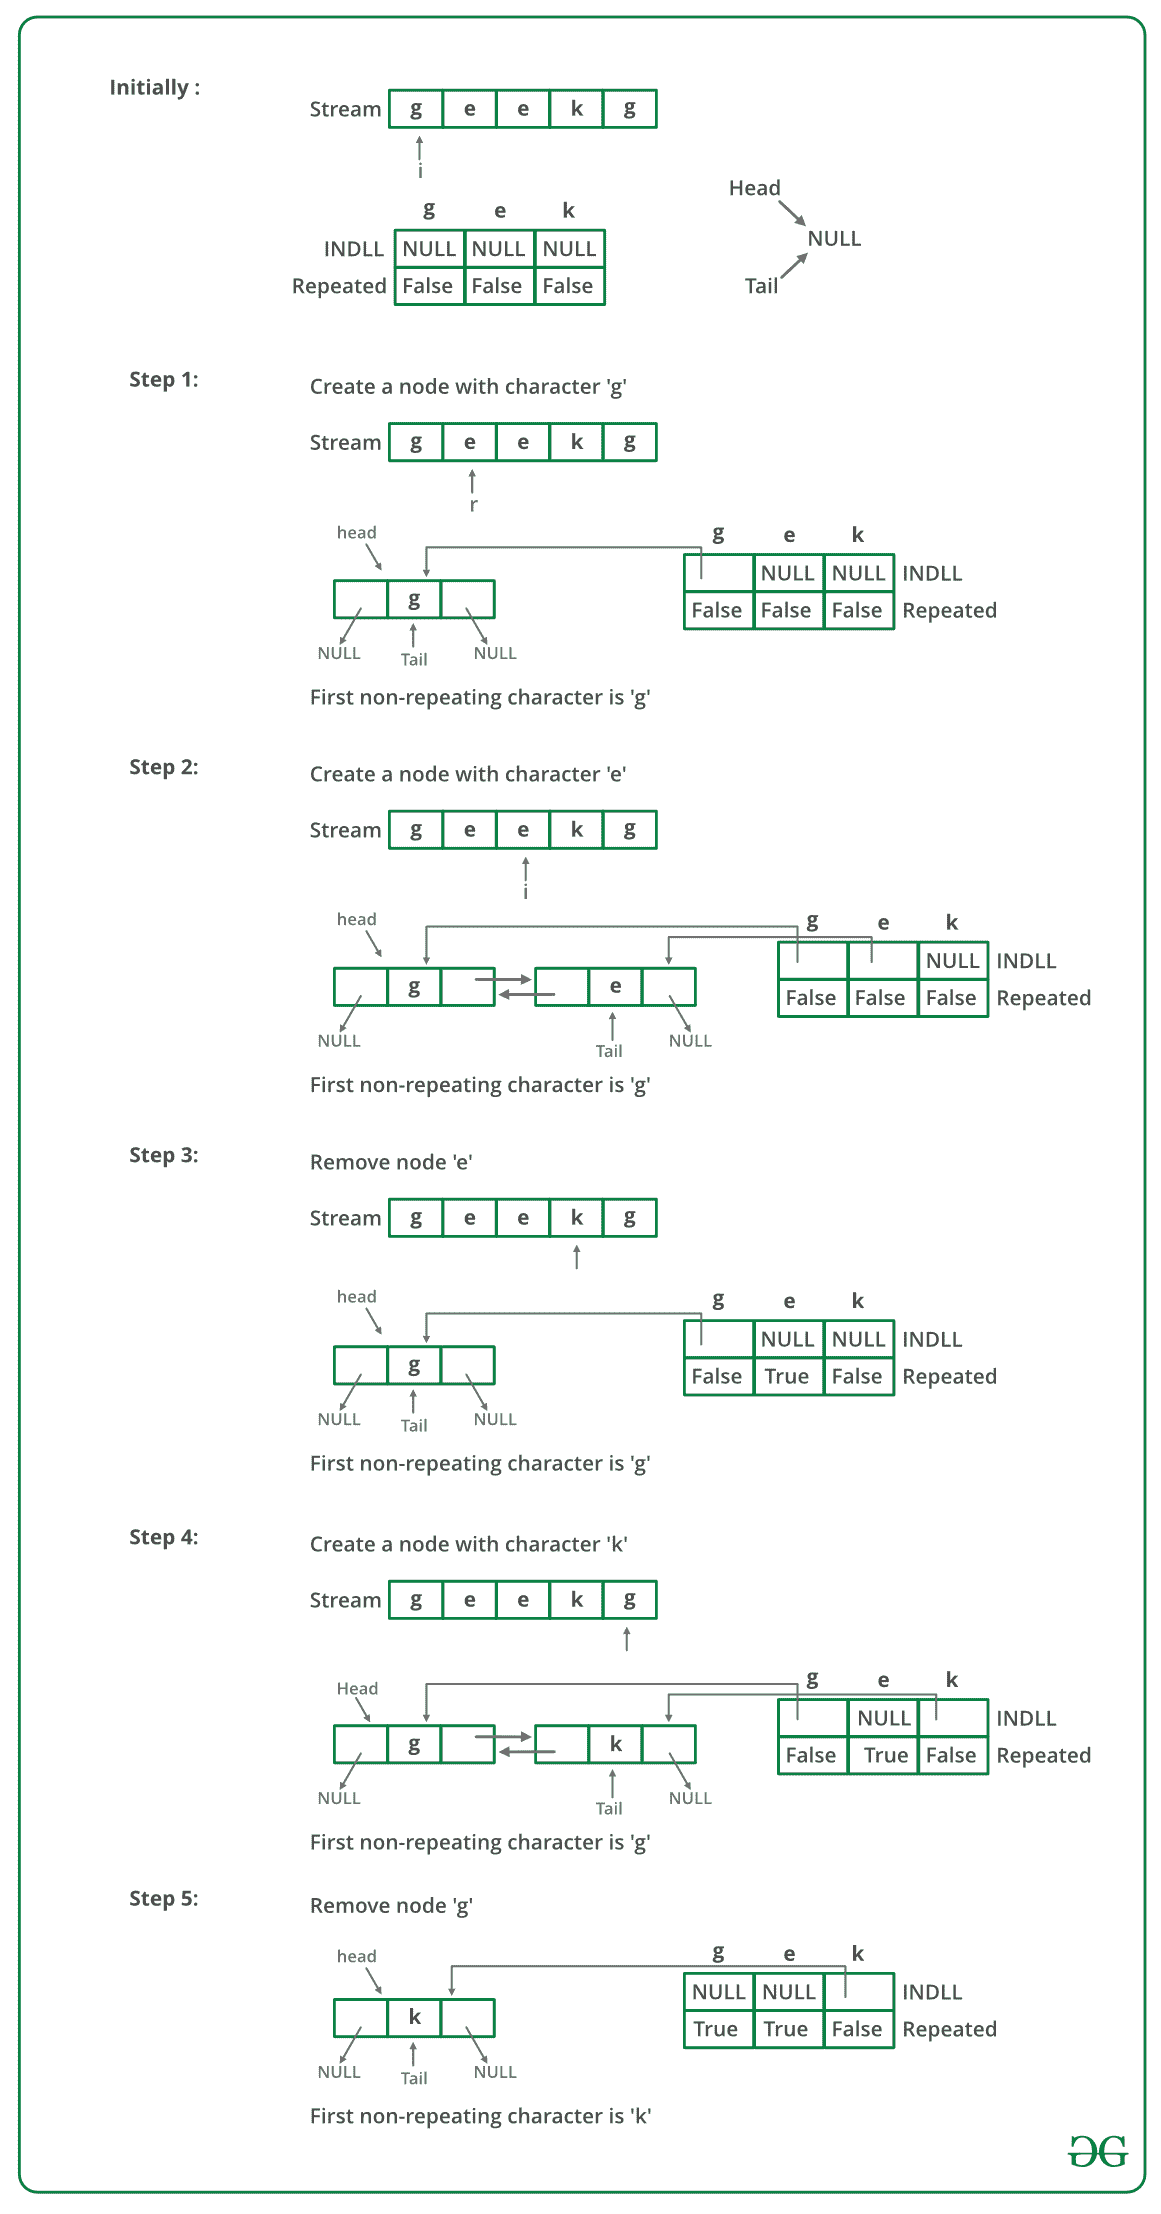 Initially :
Stream g e e k g
i
Head
g e k
NULL
INDLL NULL NULL NULL
Repeated False False False
Tail
Step 1:
Create a node with character 'g'
Stream g e e k g
r
head
g e k
NULL NULL INDLL
g
False False False Repeated
NULL Tail NULL
First non-repeating character is 'g'
Step 2:
Create a node with character 'e'
Stream g e e k g
i
head
g e k
NULL INDLL
g e
False False False Repeated
NULL Tail NULL
First non-repeating character is 'g'
Step 3:
Remove node 'e'
Stream g e e k g
head
g e k
NULL NULL INDLL
g
False True False Repeated
NULL Tail NULL
First non-repeating character is 'g'
Step 4:
Create a node with character 'k'
Stream g e e k g
Head
g e k
NULL INDLL
g k
False True False Repeated
NULL Tail NULL
First non-repeating character is 'g'
Step 5:
Remove node 'g'
head
g e k
NULL NULL INDLL
k
True True False Repeated
NULL Tail NULL
First non-repeating character is 'k'